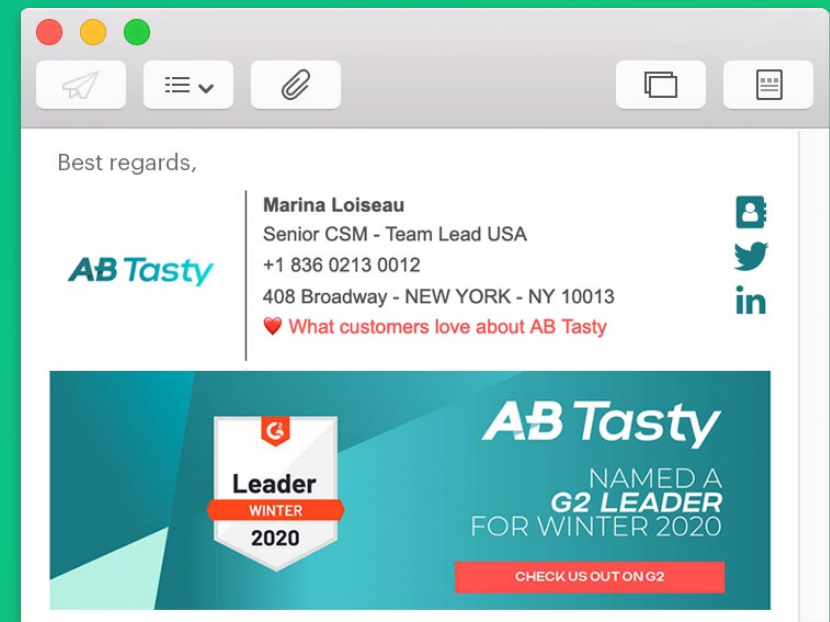 Best regards,
AB Tasty
Marina Loiseau
Senior CSM - Team Lead USA
+1 836 0213 0012
408 Broadway - NEW YORK - NY 10013
❤️ What customers love about AB Tasty
in
G2
Leader
WINTER
2020
AB Tasty
NAMED A
G2 LEADER
FOR WINTER 2020
CHECK US OUT ON G2